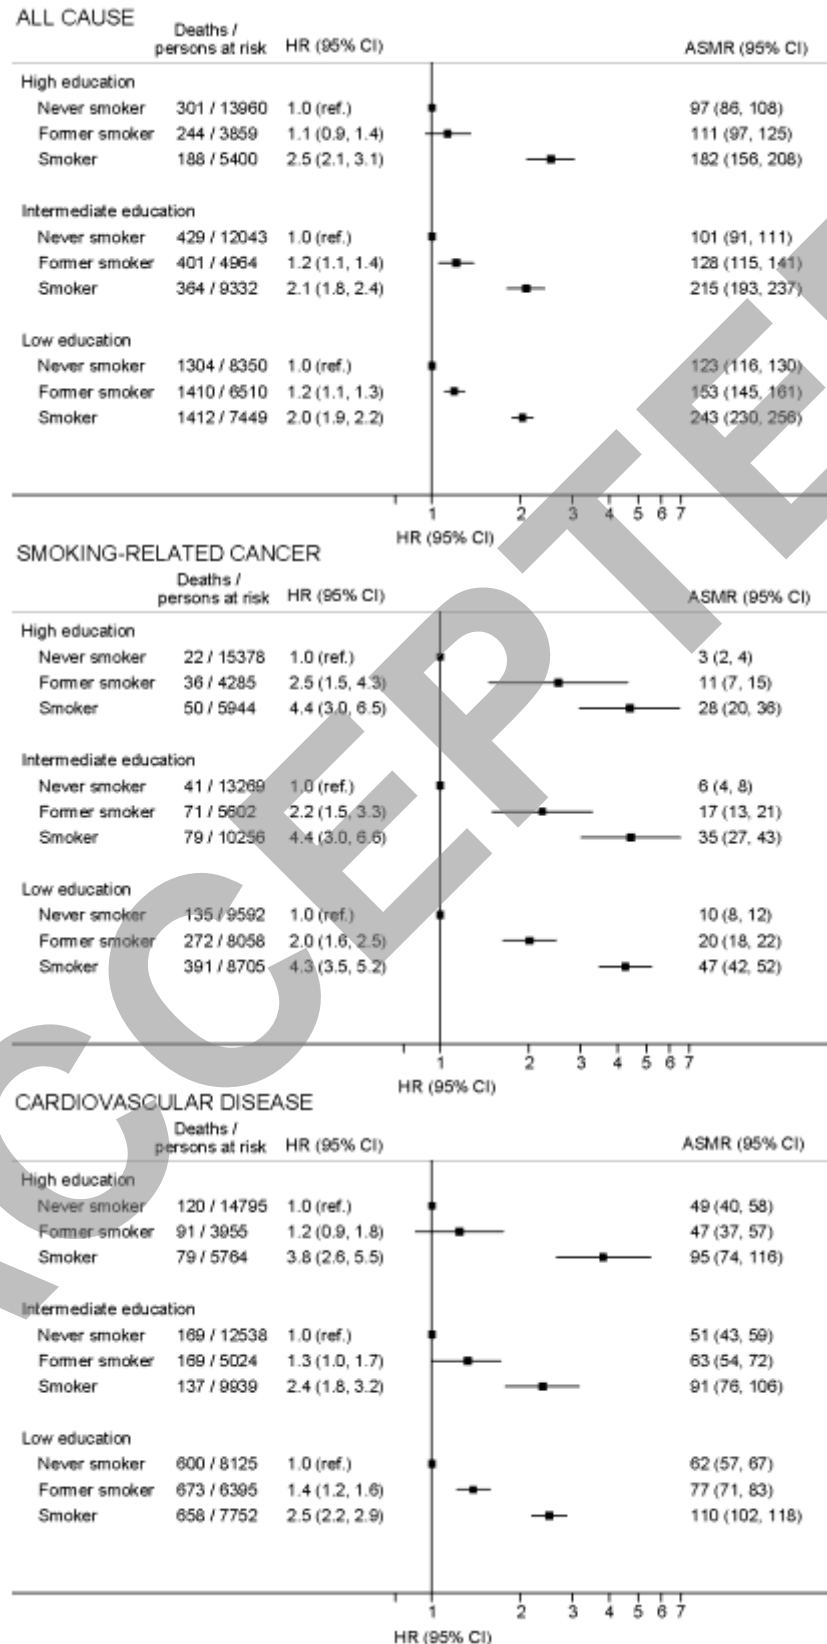 ALL CAUSE
Deaths / persons at risk HR (95% CI) ASMR (95% CI)
High education
Never smoker 301 / 13960 1.0 (ref.) 97 (86, 108)
Former smoker 244 / 3859 1.1 (0.9, 1.4) 111 (97, 125)
Smoker 188 / 5400 2.5 (2.1, 3.1) 182 (156, 208)
Intermediate education
Never smoker 429 / 12043 1.0 (ref.) 101 (91, 111)
Former smoker 401 / 4964 1.2 (1.1, 1.4) 128 (115, 141)
Smoker 364 / 9332 2.1 (1.8, 2.4) 215 (193, 237)
Low education
Never smoker 1304 / 8350 1.0 (ref.) 123 (116, 130)
Former smoker 1410 / 6510 1.2 (1.1, 1.3) 153 (145, 161)
Smoker 1412 / 7449 2.0 (1.9, 2.2) 243 (230, 256)
1 2 3 4 5 6 7
HR (95% CI)
SMOKING-RELATED CANCER
Deaths / persons at risk HR (95% CI) ASMR (95% CI)
High education
Never smoker 22 / 15378 1.0 (ref.) 3 (2, 4)
Former smoker 36 / 4285 2.5 (1.5, 4.3) 11 (7, 15)
Smoker 50 / 5944 4.4 (3.0, 6.5) 28 (20, 36)
Intermediate education
Never smoker 41 / 13269 1.0 (ref.) 6 (4, 8)
Former smoker 71 / 5602 2.2 (1.5, 3.3) 17 (13, 21)
Smoker 79 / 10256 4.4 (3.0, 6.6) 35 (27, 43)
Low education
Never smoker 135 / 9592 1.0 (ref.) 10 (8, 12)
Former smoker 272 / 8058 2.0 (1.6, 2.5) 20 (18, 22)
Smoker 391 / 8705 4.3 (3.5, 5.2) 47 (42, 52)
1 2 3 4 5 6 7
HR (95% CI)
CARDIOVASCULAR DISEASE
Deaths / persons at risk HR (95% CI) ASMR (95% CI)
High education
Never smoker 120 / 14795 1.0 (ref.) 49 (40, 58)
Former smoker 91 / 3955 1.2 (0.9, 1.8) 47 (37, 57)
Smoker 79 / 5764 3.8 (2.6, 5.5) 95 (74, 116)
Intermediate education
Never smoker 169 / 12538 1.0 (ref.) 51 (43, 59)
Former smoker 169 / 5024 1.3 (1.0, 1.7) 63 (54, 72)
Smoker 137 / 9939 2.4 (1.8, 3.2) 91 (76, 106)
Low education
Never smoker 600 / 8125 1.0 (ref.) 62 (57, 67)
Former smoker 673 / 6395 1.4 (1.2, 1.6) 77 (71, 83)
Smoker 658 / 7752 2.5 (2.2, 2.9) 110 (102, 118)
1 2 3 4 5 6 7
HR (95% CI)